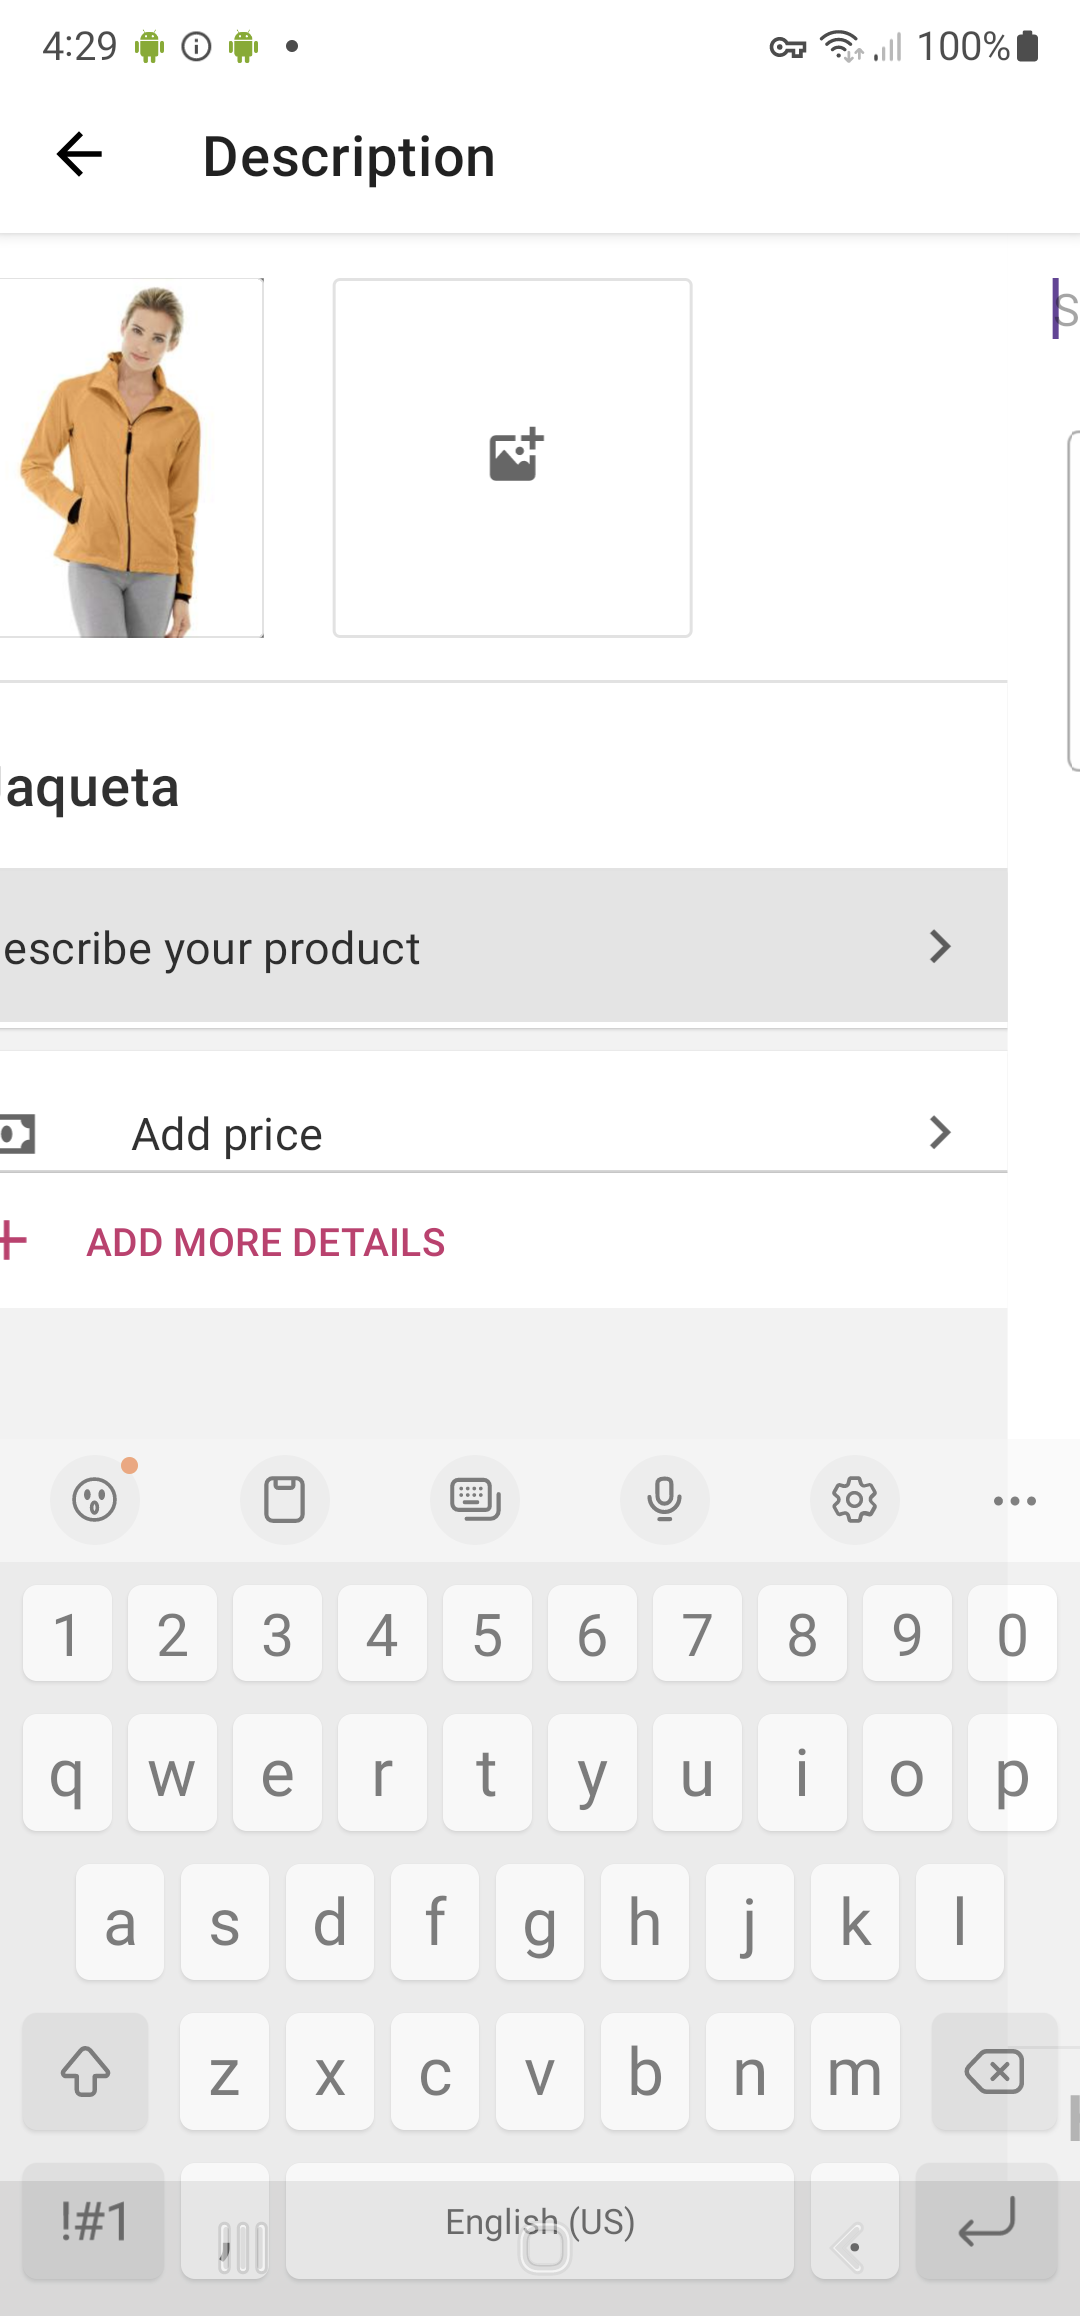 4:29
100%
Description
S
Jaqueta
escribe your product
Add price
ADD MORE DETAILS
1 2 3 4 5 6 7 8 9 0
q w e r t y u i o p
a s d f g h j k l
z x c v b n m
!#1 , English (US) .